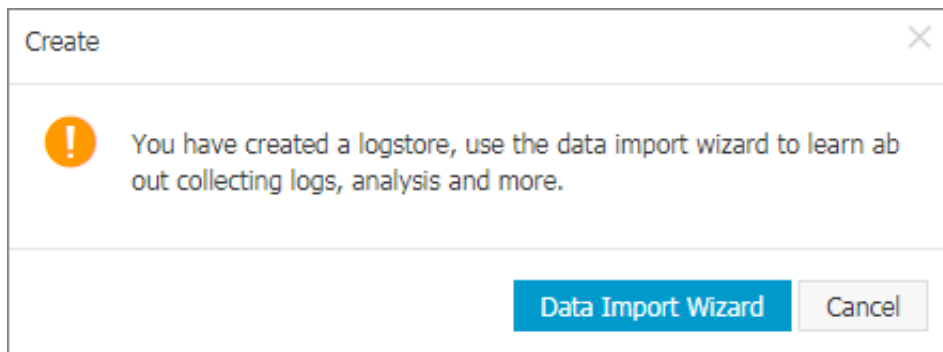 Create
You have created a logstore, use the data import wizard to learn ab
out collecting logs, analysis and more.
Data Import Wizard
Cancel